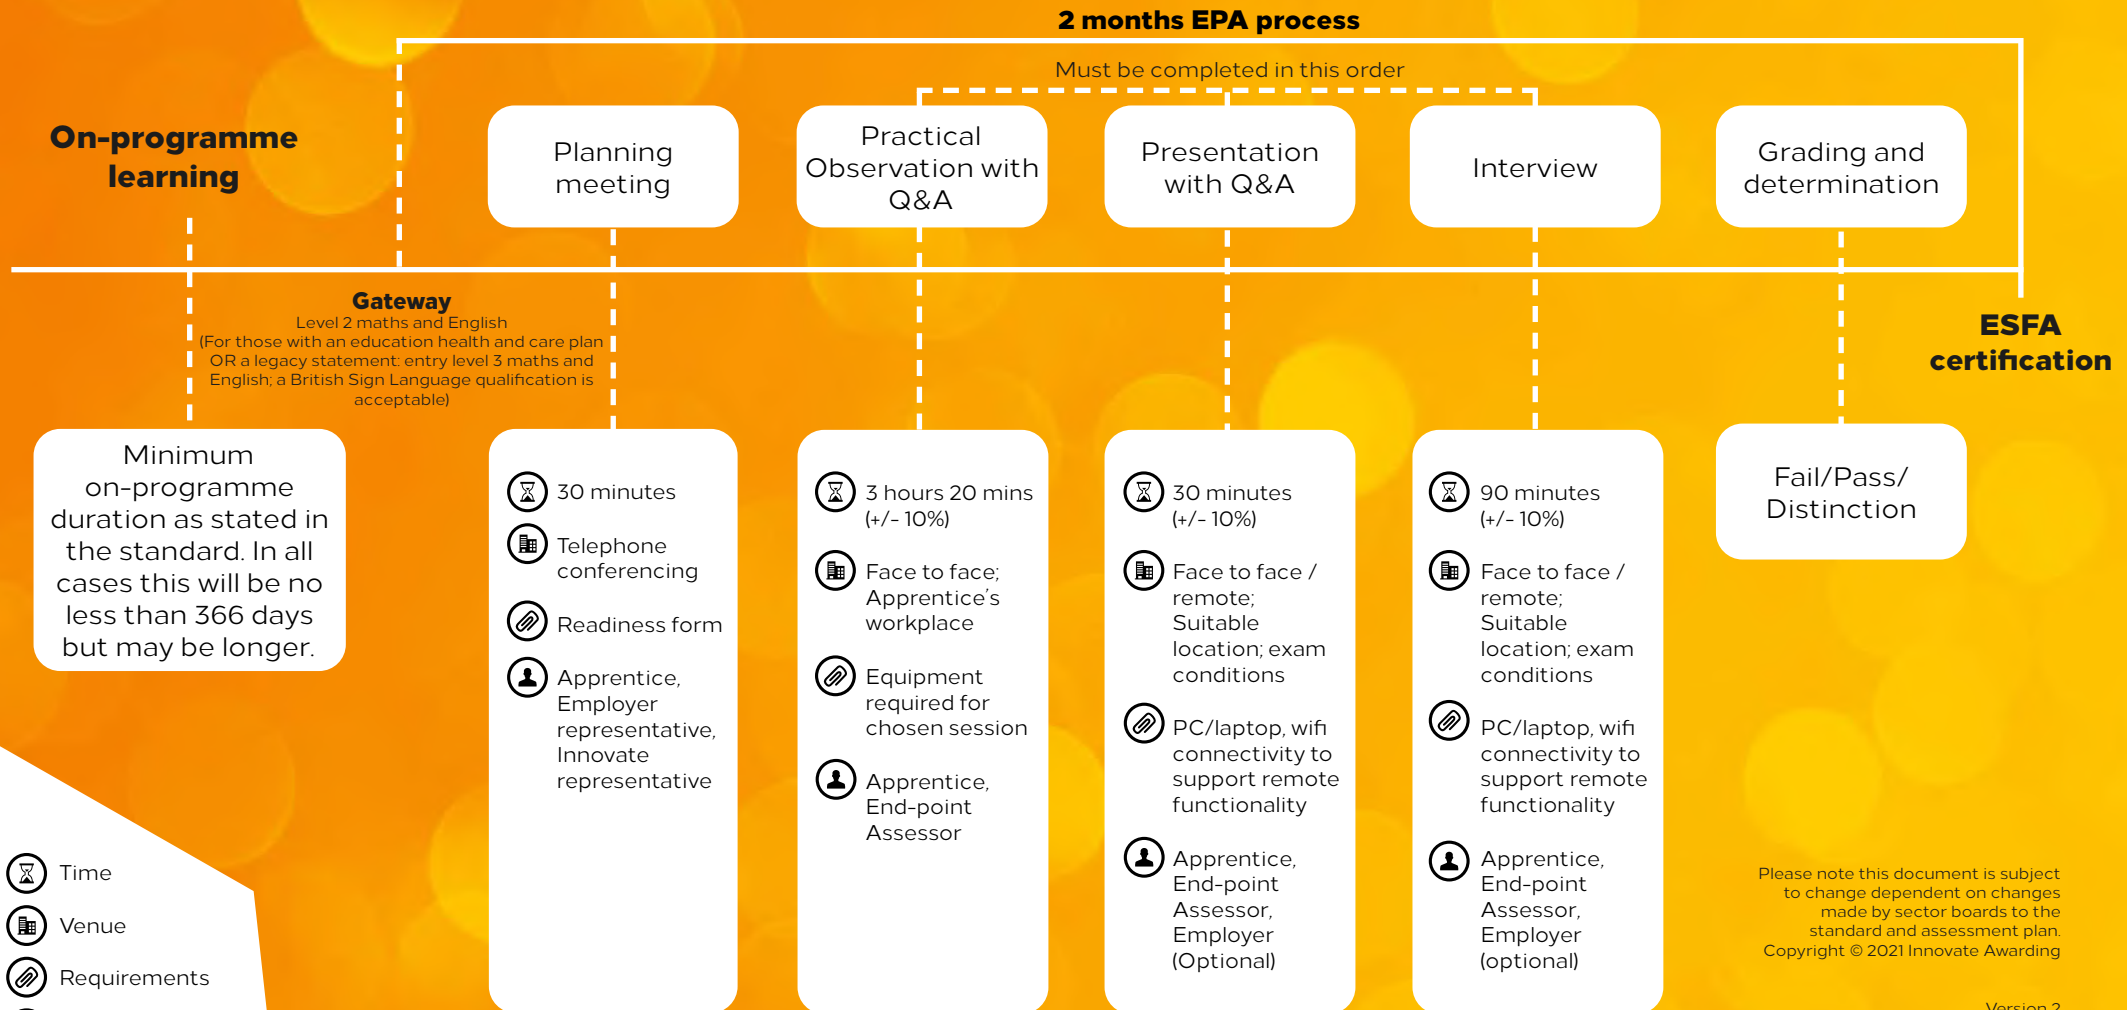 2 months EPA process
Must be completed in this order
On-programme
learning
Planning
meeting
Practical
Observation with
Q&A
Presentation
with Q&A
Interview
Grading and
determination
Gateway
Level 2 maths and English
(For those with an education health and care plan
OR a legacy statement: entry level 3 maths and
English; a British Sign Language qualification is
acceptable)
ESFA
certification
Minimum
on-programme
duration as stated in
the standard. In all
cases this will be no
less than 366 days
but may be longer.
30 minutes
Telephone
conferencing
Readiness form
Apprentice,
Employer
representative,
Innovate
representative
3 hours 20 mins
(+/- 10%)
Face to face;
Apprentice's
workplace
Equipment
required for
chosen session
Apprentice,
End-point
Assessor
30 minutes
(+/- 10%)
Face to face /
remote;
Suitable
location; exam
conditions
PC/laptop, wifi
connectivity to
support remote
functionality
Apprentice,
End-point
Assessor,
Employer
(Optional)
90 minutes
(+/- 10%)
Face to face /
remote;
Suitable
location; exam
conditions
PC/laptop, wifi
connectivity to
support remote
functionality
Apprentice,
End-point
Assessor,
Employer
(optional)
Fail/Pass/
Distinction
Time
Venue
Requirements
Please note this document is subject
to change dependent on changes
made by sector boards to the
standard and assessment plan.
Copyright © 2021 Innovate Awarding
Version 2